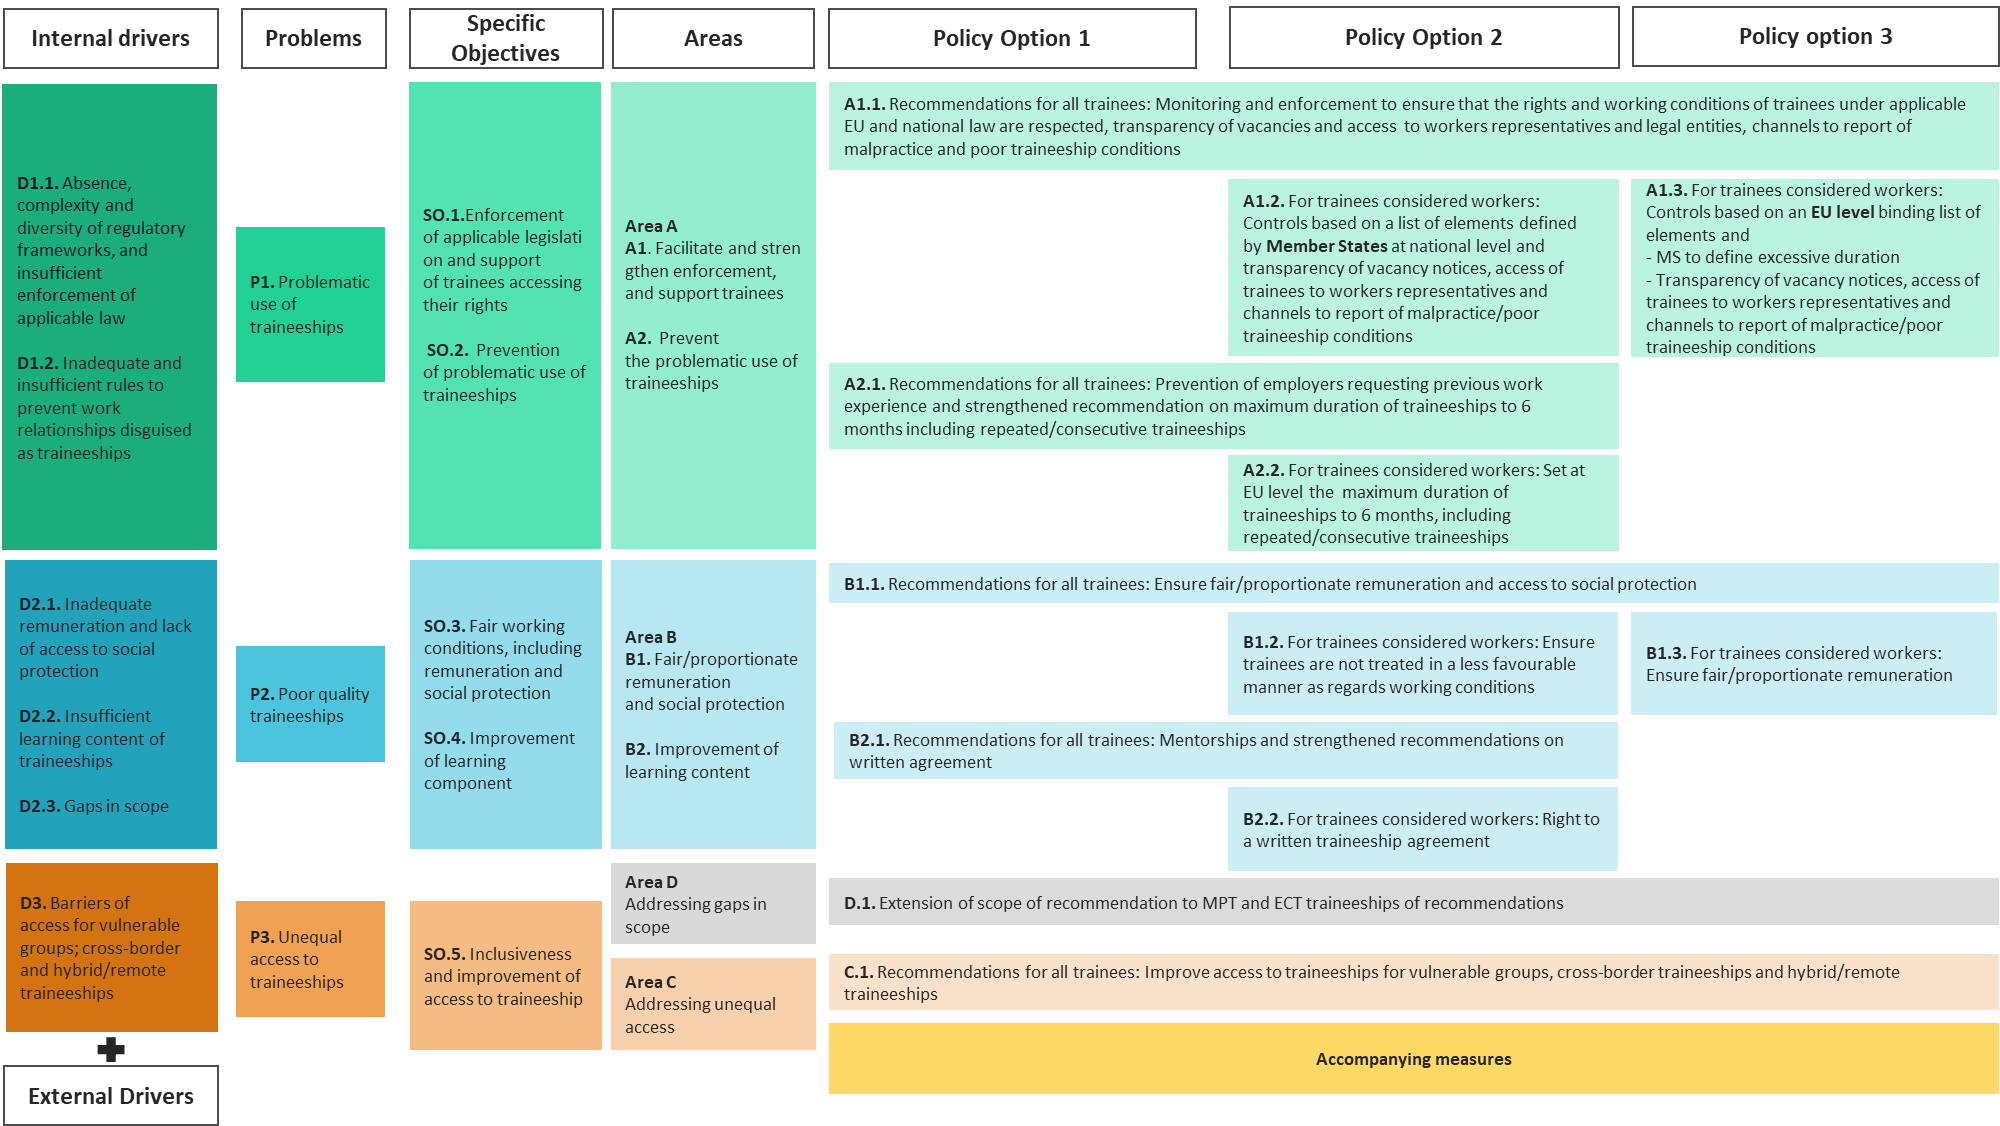 Internal drivers
Problems
Specific
Objectives
Areas
Policy Option 1
Policy Option 2
Policy option 3
D1.1. Absence,
complexity and
diversity of regulatory
frameworks, and
insufficient
enforcement of
applicable law
D1.2. Inadequate and
insufficient rules to
prevent work
relationships disguised
as traineeships
P1. Problematic
use of
traineeships
SO.1.Enforcement
of applicable legislati
on and support
of trainees accessing
their rights
SO.2. Prevention
of problematic use of
traineeships
Area A
A1. Facilitate and stren
gthen enforcement,
and support trainees
A2. Prevent
the problematic use of
traineeships
A1.1. Recommendations for all trainees: Monitoring and enforcement to ensure that the rights and working conditions of trainees under applicable
EU and national law are respected, transparency of vacancies and access to workers representatives and legal entities, channels to report of
malpractice and poor traineeship conditions
A1.2. For trainees considered workers:
Controls based on a list of elements defined
by Member States at national level and
transparency of vacancy notices, access of
trainees to workers representatives and
channels to report of malpractice/poor
traineeship conditions
A1.3. For trainees considered workers:
Controls based on an EU level binding list of
elements and
- MS to define excessive duration
- Transparency of vacancy notices, access of
trainees to workers representatives and
channels to report of malpractice/poor
traineeship conditions
A2.1. Recommendations for all trainees: Prevention of employers requesting previous work
experience and strengthened recommendation on maximum duration of traineeships to 6
months including repeated/consecutive traineeships
A2.2. For trainees considered workers: Set at
EU level the maximum duration of
traineeships to 6 months, including
repeated/consecutive traineeships
D2.1. Inadequate
remuneration and lack
of access to social
protection
D2.2. Insufficient
learning content of
traineeships
D2.3. Gaps in scope
P2. Poor quality
traineeships
SO.3. Fair working
conditions, including
remuneration and
social protection
SO.4. Improvement
of learning
component
Area B
B1. Fair/proportionate
remuneration
and social protection
B2. Improvement of
learning content
B1.1. Recommendations for all trainees: Ensure fair/proportionate remuneration and access to social protection
B1.2. For trainees considered workers: Ensure
trainees are not treated in a less favourable
manner as regards working conditions
B1.3. For trainees considered workers:
Ensure fair/proportionate remuneration
B2.1. Recommendations for all trainees: Mentorships and strengthened recommendations on
written agreement
B2.2. For trainees considered workers: Right to
a written traineeship agreement
D3. Barriers of
access for vulnerable
groups; cross-border
and hybrid/remote
traineeships
P3. Unequal
access to
traineeships
SO.5. Inclusiveness
and improvement of
access to traineeship
Area D
Addressing gaps in
scope
Area C
Addressing unequal
access
D.1. Extension of scope of recommendation to MPT and ECT traineeships of recommendations
C.1. Recommendations for all trainees: Improve access to traineeships for vulnerable groups, cross-border traineeships and hybrid/remote
traineeships
Accompanying measures
External Drivers